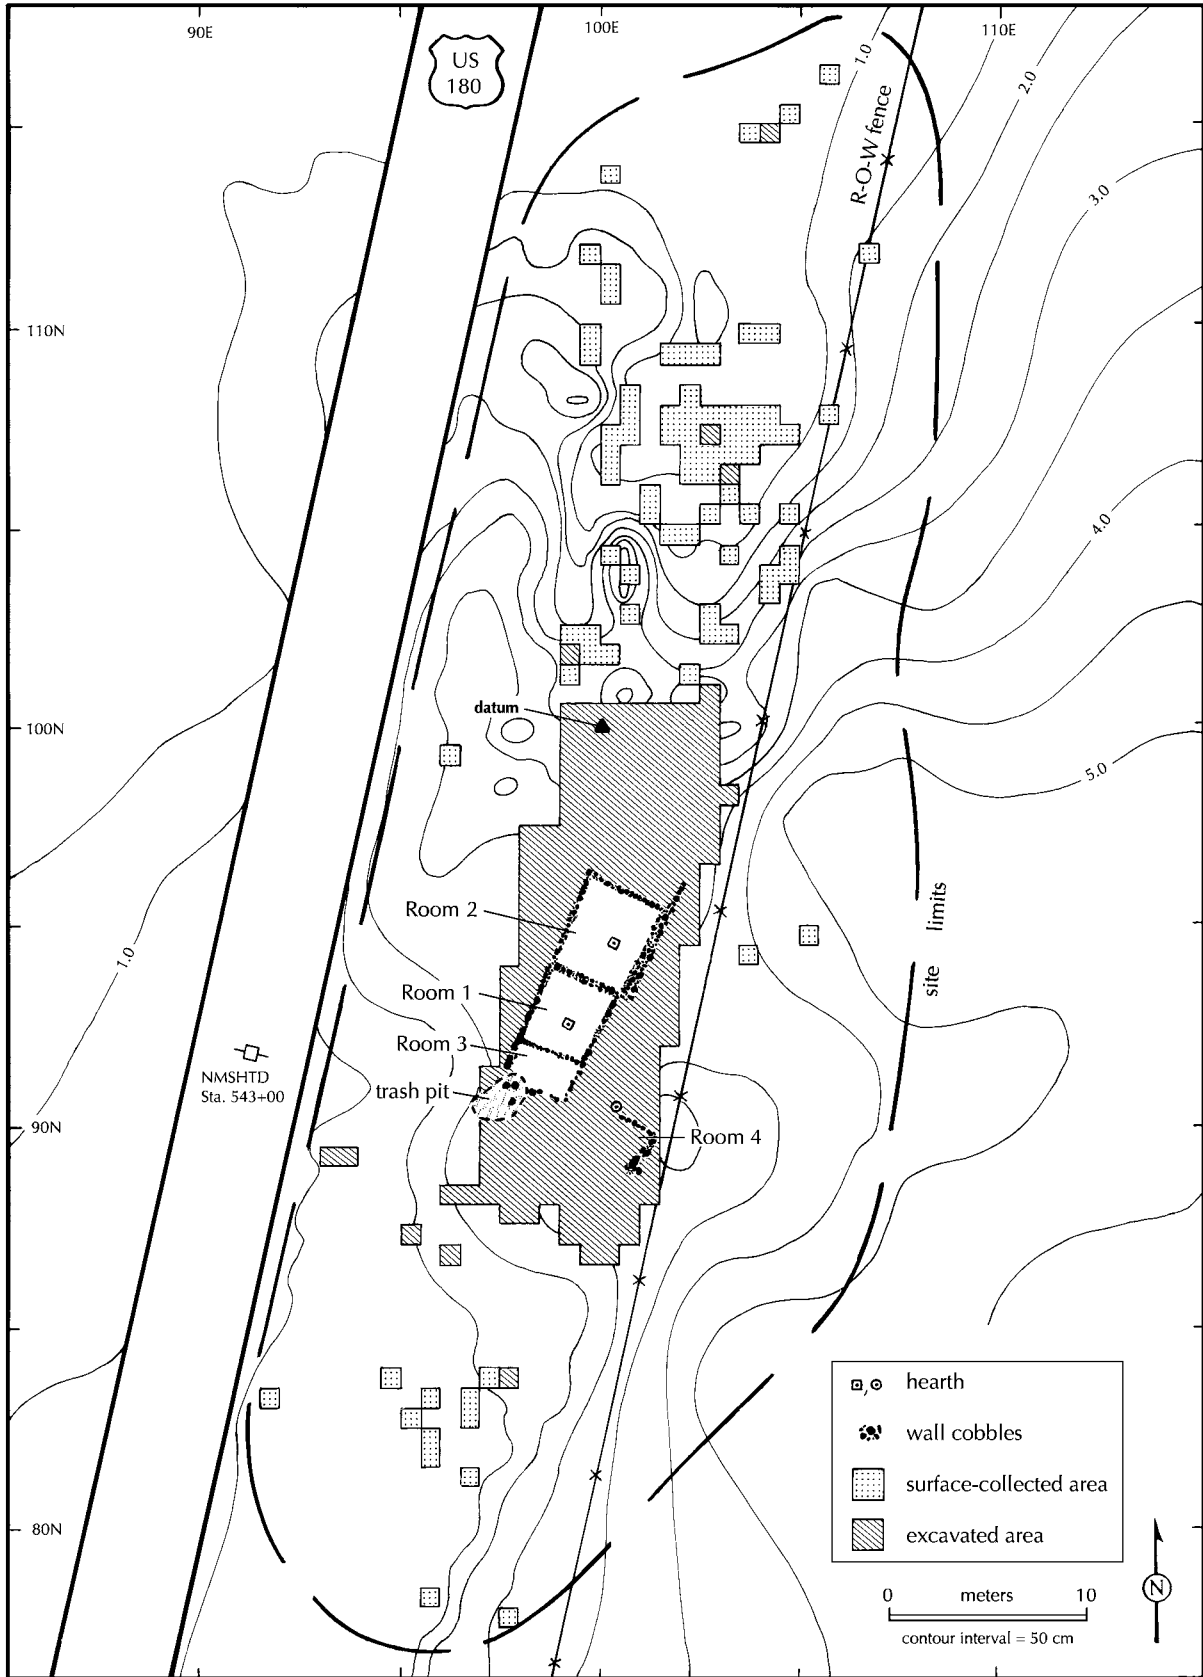 90E
100E
110E
US
180
1.0
2.0
R-O-W fence
3.0
110N
4.0
datum
100N
5.0
Room 2
site limits
1.0
Room 1
Room 3
NMSHTD
Sta. 543+00
trash pit
90N
Room 4
hearth
wall cobbles
surface-collected area
80N
excavated area
0 meters 10
N
contour interval = 50 cm